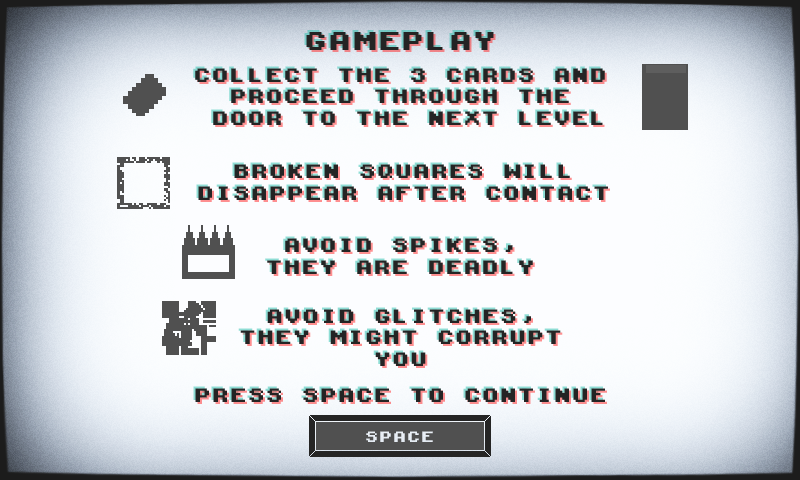 GAMEPLAY
COLLECT THE 3 CARDS AND
PROCEED THROUGH THE
DOOR TO THE NEXT LEVEL
BROKEN SQUARES WILL
DISAPPEAR AFTER CONTACT
AVOID SPIKES,
THEY ARE DEADLY
AVOID GLITCHES,
THEY MIGHT CORRUPT
YOU
PRESS SPACE TO CONTINUE
SPACE